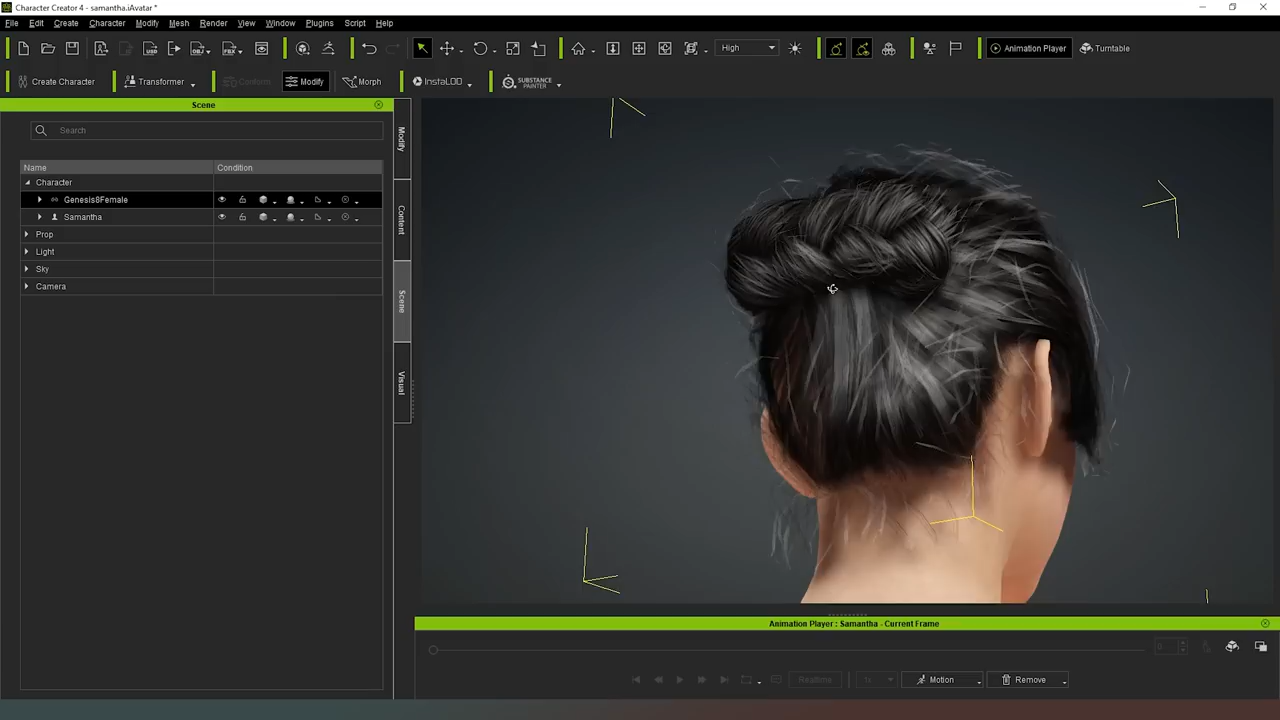 Character Creator 4 - samantha.iAvatar *
File Edit Create Character Modify Mesh Render View Window Plugins Script Help
High Animation Player Turntable
Create Character Transformer Conform Modify Morph InstaLOD SUBSTANCE PAINTER
Scene
Search
Name Condition
Character
Genesis8Female
Samantha
Prop
Light
Sky
Camera
Modify
Content
Scene
Visual
Animation Player : Samantha - Current Frame
0
Realtime 1x Motion Remove